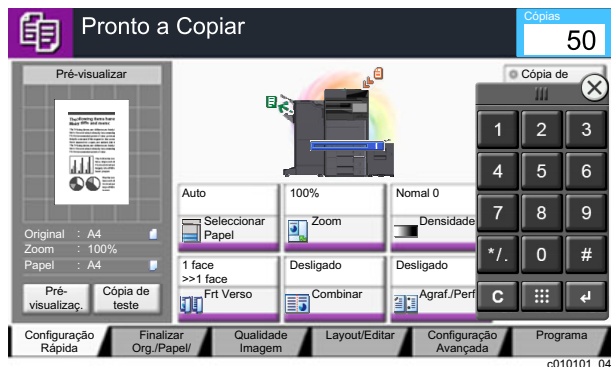 Pronto a Copiar
Cópias
50
Pré-visualizar
Original : A4
Zoom : 100%
Papel : A4
Pré-
visualizaç.
Cópia de
teste
Auto
Selecionar
Papel
100%
Zoom
Nomal 0
Densidade
1 face
>>1 face
Frt Verso
Desligado
Combinar
Desligado
Agraf./Perf
Cópia de
1 2 3
4 5 6
7 8 9
*/. 0 #
C
Configuração
Rápida
Finalizar
Org./Papel/
Qualidade
Imagem
Layout/Editar
Configuração
Avançada
Programa
c010101_04